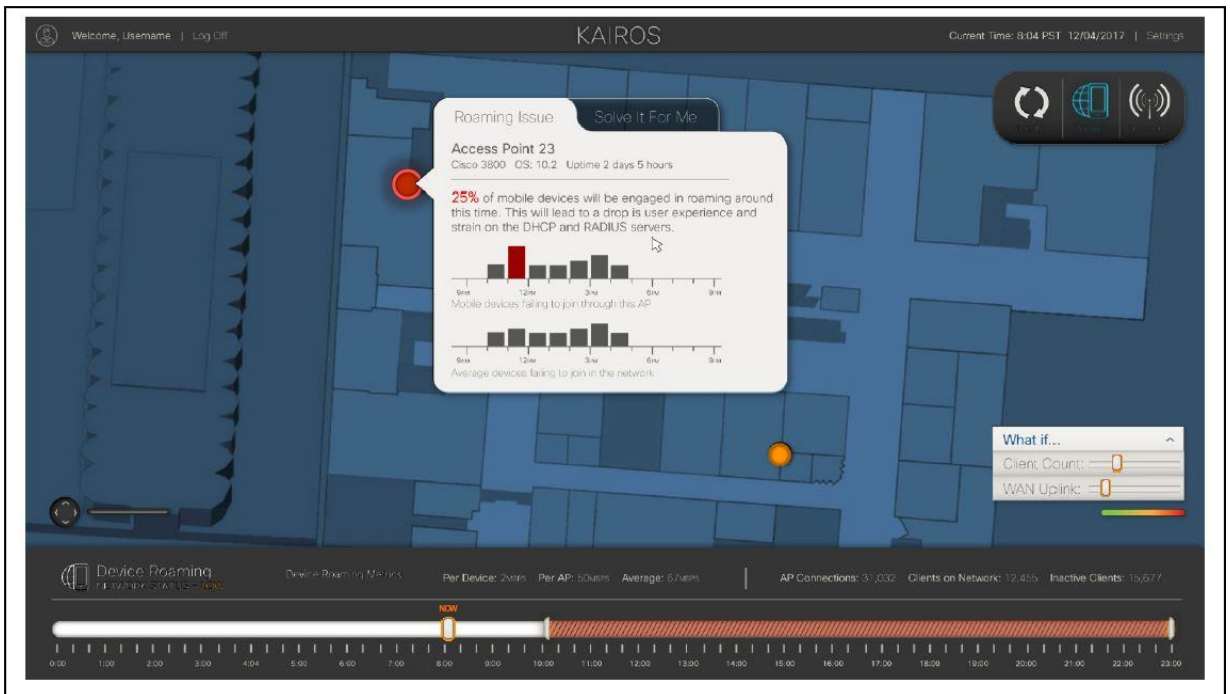 Welcome, Username | Log Off
KAIROS
Current Time: 8:04 PST 12/04/2017 | Settings
Roaming Issue
Solve It For Me
Access Point 23
Cisco 3800 OS: 10.2 Uptime 2 days 5 hours
25% of mobile devices will be engaged in roaming around
this time. This will lead to a drop is user experience and
strain on the DHCP and RADIUS servers.
9AM 12PM 3PM 6PM 9PM
Mobile devices failing to join through this AP
9AM 12PM 3PM 6PM 9PM
Average devices failing to join in the network
What if...
Client Count:
WAN Uplink:
Device Roaming
NETWORK STATUS -
Device Roaming Metrics
Per Device: 2MBPS Per AP: 50MBPS Average: 67MBPS
AP Connections: 31,032 Clients on Network: 12,455 Inactive Clients: 15,677
NOW
0:00 1:00 2:00 3:00 4:04 5:00 6:00 7:00 8:00 9:00 10:00 11:00 12:00 13:00 14:00 15:00 16:00 17:00 18:00 19:00 20:00 21:00 22:00 23:00